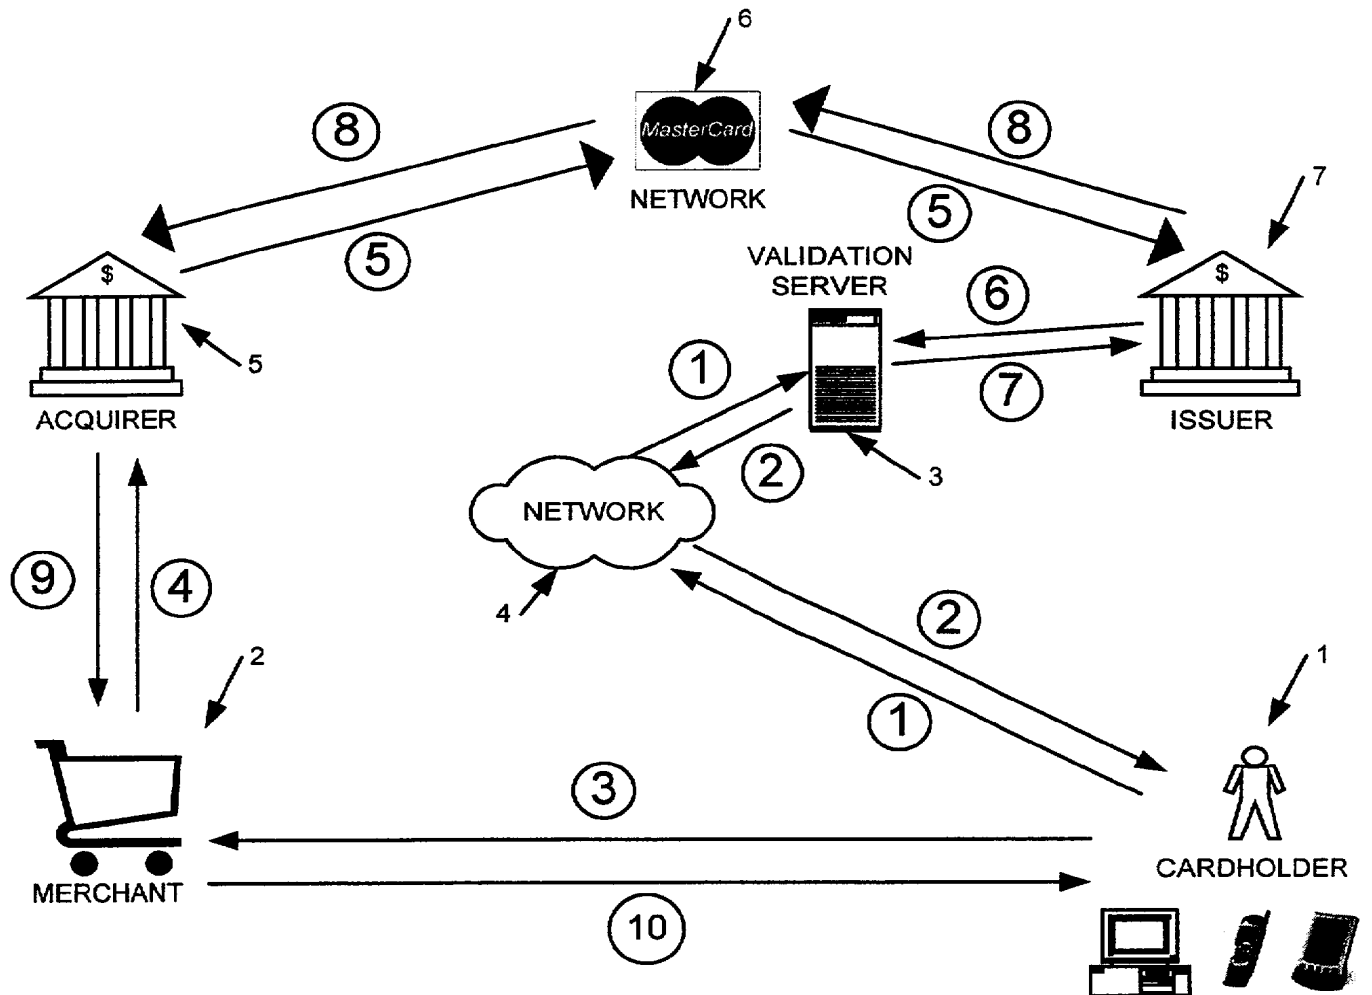 6
MasterCard
NETWORK
8
8
7
5
5
VALIDATION
SERVER
$
$
6
5
1
7
ACQUIRER
ISSUER
2
3
NETWORK
9
4
4
2
2
1
1
3
MERCHANT
CARDHOLDER
10